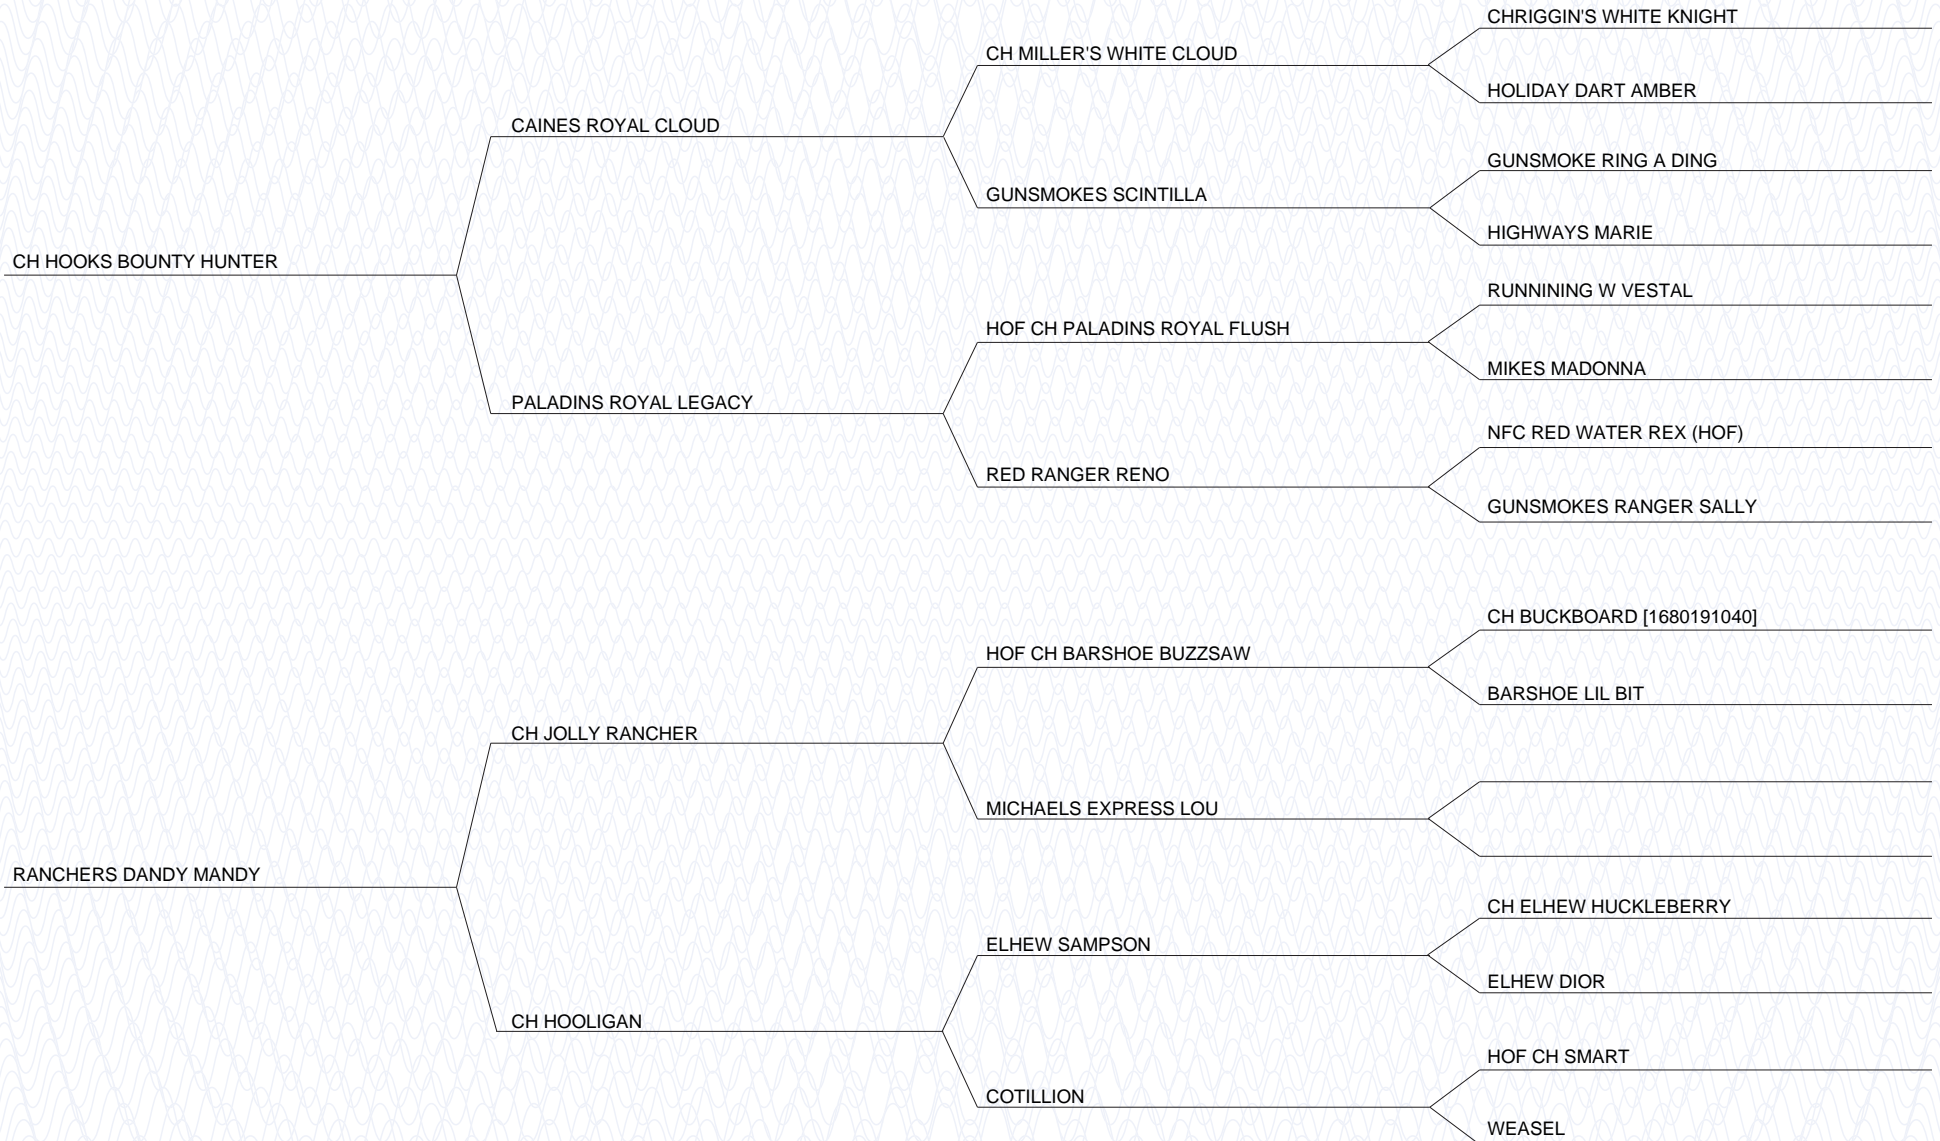 CHRIGGIN'S WHITE KNIGHT
CH MILLER'S WHITE CLOUD
HOLIDAY DART AMBER
CAINES ROYAL CLOUD
GUNSMOKE RING A DING
GUNSMOKES SCINTILLA
HIGHWAYS MARIE
CH HOOKS BOUNTY HUNTER
RUNNINING W VESTAL
HOF CH PALADINS ROYAL FLUSH
MIKES MADONNA
PALADINS ROYAL LEGACY
NFC RED WATER REX (HOF)
RED RANGER RENO
GUNSMOKES RANGER SALLY
CH BUCKBOARD [1680191040]
HOF CH BARSHOE BUZZSAW
BARSHOE LIL BIT
CH JOLLY RANCHER
MICHAELS EXPRESS LOU
RANCHERS DANDY MANDY
CH ELHEW HUCKLEBERRY
ELHEW SAMPSON
ELHEW DIOR
CH HOOLIGAN
HOF CH SMART
COTILLION
WEASEL